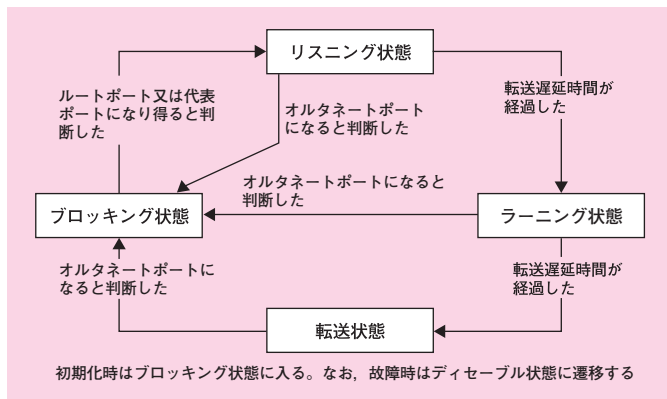 リスニング状態
ルートポート又は代表
ポートになり得ると判
断した
オルタネートポート
になると判断した
転送遅延時間が
経過した
オルタネートポートになると
判断した
ブロッキング状態
ラーニング状態
オルタネートポートに
なると判断した
転送遅延時間が
経過した
転送状態
初期化時はブロッキング状態に入る。なお，故障時はディセーブル状態に遷移する